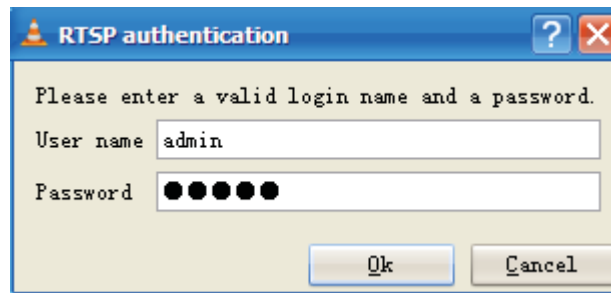 RTSP authentication
Please enter a valid login name and a password.
User name admin
Password ●●●●●
Ok Cancel